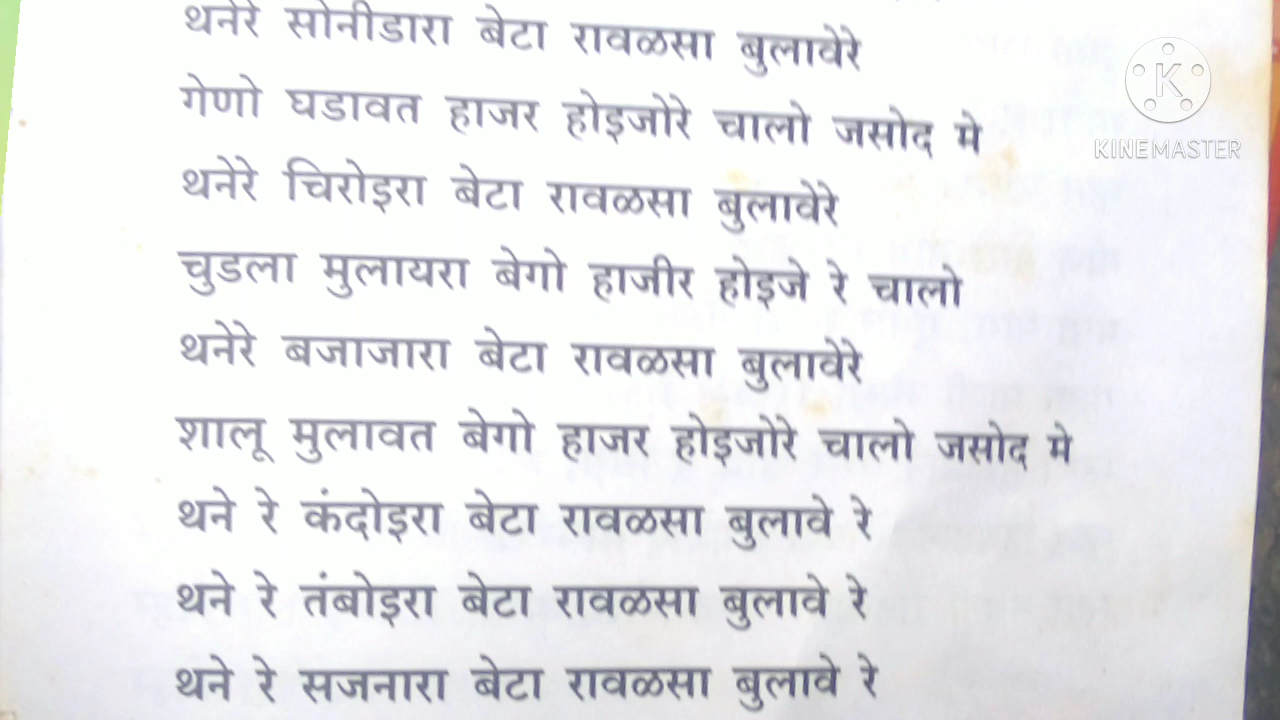 थनेरे सोनीडारा बेटा रावळसा बुलावेरे
गेणो घडावत हाजर होइजोरे चालो जसोद मे
थनेरे चिरोइरा बेटा रावळसा बुलावेरे
चुडला मुलायरा बेगो हाजीर होइजे रे चालो
थनेरे बजाजारा बेटा रावळसा बुलावेरे
शालू मुलावत बेगो हाजर होइजोरे चालो जसोद मे
थने रे कंदोइरा बेटा रावळसा बुलावे रे
थने रे तंबोइरा बेटा रावळसा बुलावे रे
थने रे सजनारा बेटा रावळसा बुलावे रे
K
KINEMASTER